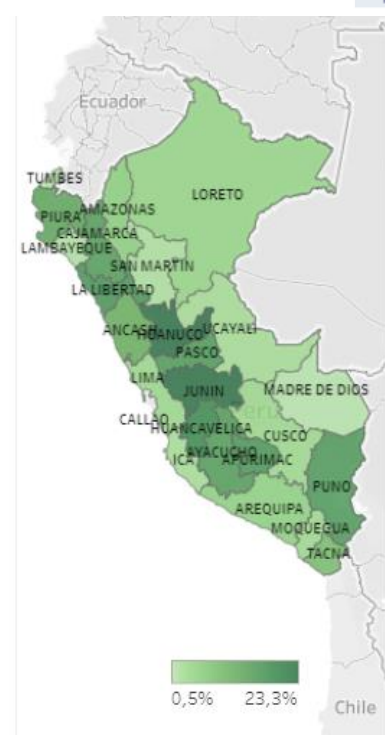 Ecuador
TUMBES
LORETO
PIURA
AMAZONAS
CAJAMARCA
LAMBAYEQUE
SAN MARTIN
LA LIBERTAD
ANCASH
HUANUCO
UCAYALI
PASCO
LIMA
JUNIN
MADRE DE DIOS
CALLAO
Peru
HUANCAVELICA
CUSCO
ICA
AYACUCHO
APURIMAC
PUNO
AREQUIPA
MOQUEGUA
TACNA
0,5% 23,3%
Chile